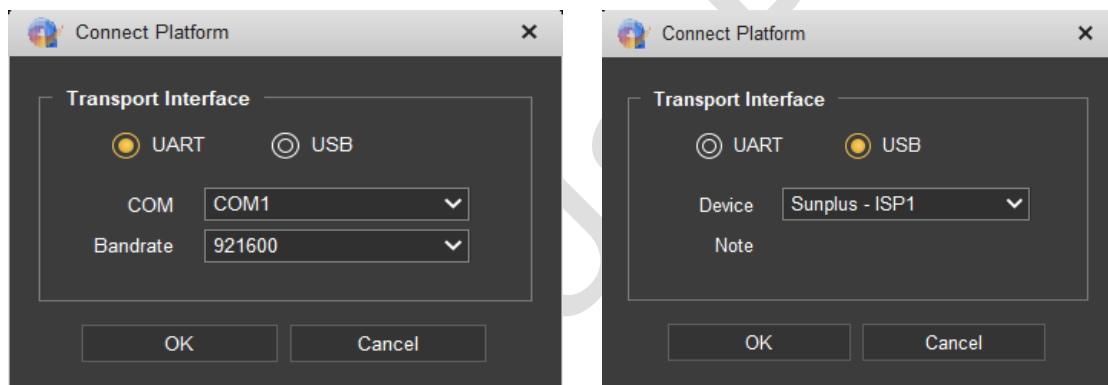 Connect Platform
Transport Interface
UART USB
COM COM1
Bandrate 921600
OK Cancel
Connect Platform
Transport Interface
UART USB
Device Sunplus - ISP1
Note
OK Cancel